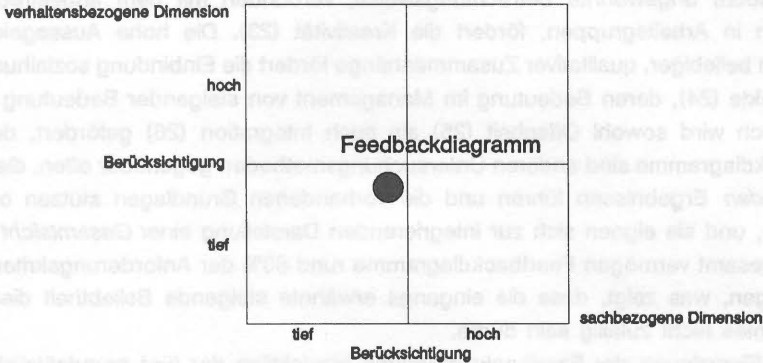 verhaltensbezogene Dimension
hoch
Feedbackdiagramm
Berücksichtigung
tief
sachbezogene Dimension
tief hoch
Berücksichtigung